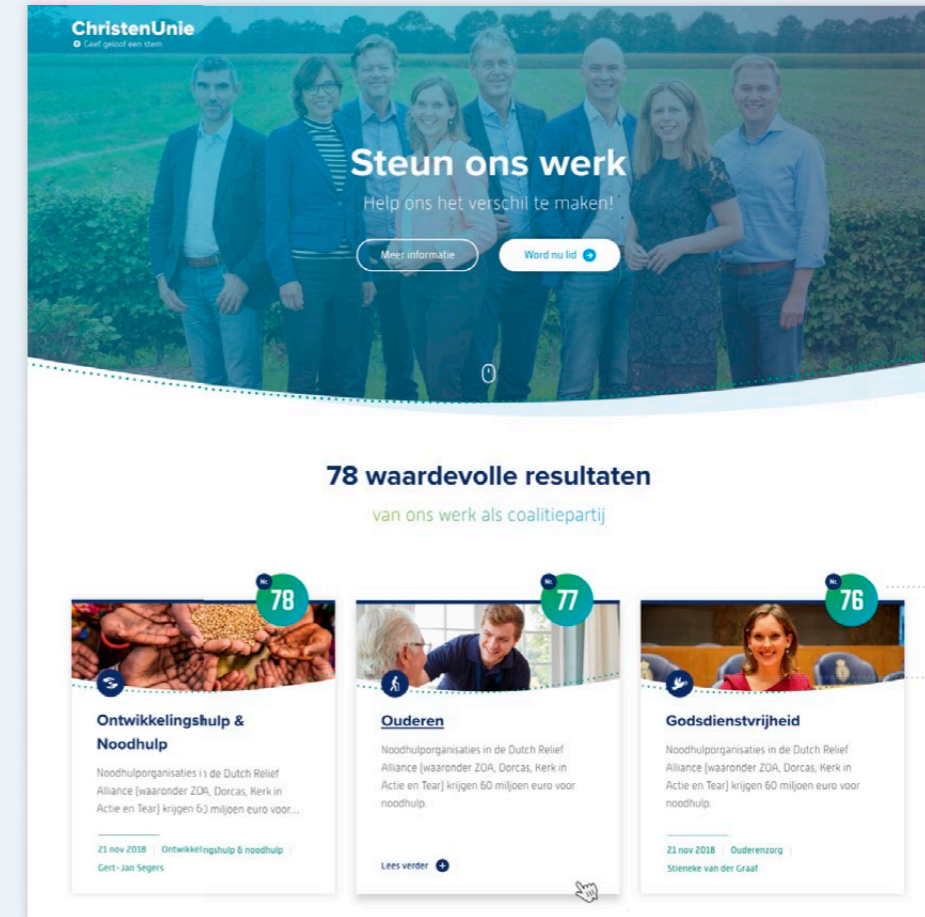 ChristenUnie
Geef geloof een stem
Steun ons werk
Help ons het verschil te maken!
Meer informatie
Word nu lid
78 waardevolle resultaten
van ons werk als coalitiepartij
Nr.
78
Nr.
77
Nr.
76
Ontwikkelingshulp &
Noodhulp
Noodhulporganisaties in de Dutch Relief
Alliance (waaronder ZOA, Dorcas, Kerk in
Actie en Tear) krijgen 60 miljoen euro voor...
21 nov 2018 | Ontwikkelingshulp & noodhulp |
Gert-Jan Segers
Ouderen
Noodhulporganisaties in de Dutch Relief
Alliance (waaronder ZOA, Dorcas, Kerk in
Actie en Tear) krijgen 60 miljoen euro voor
noodhulp.
Lees verder
Godsdienstvrijheid
Noodhulporganisaties in de Dutch Relief
Alliance (waaronder ZOA, Dorcas, Kerk in
Actie en Tear) krijgen 60 miljoen euro voor
noodhulp.
21 nov 2018 | Ouderenzorg |
Stieneke van der Graaf